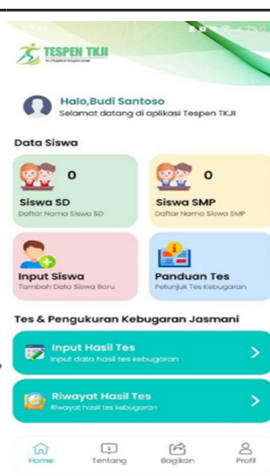 TESPEN TKJI
Halo,Budi Santoso
Selamat datang di aplikasi Tespen TKJI
Data Siswa
0
Siswa SD
Daftar Nama Siswa SD
0
Siswa SMP
Daftar Nama Siswa SMP
Input Siswa
Tambah Data Siswa Baru
Panduan Tes
Petunjuk Tes Kebugaran
Tes & Pengukuran Kebugaran Jasmani
Input Hasil Tes
Input data hasil tes kebugaran
Riwayat Hasil Tes
Riwayat hasil tes kebugaran
Home
Tentang
Bagikan
Profil